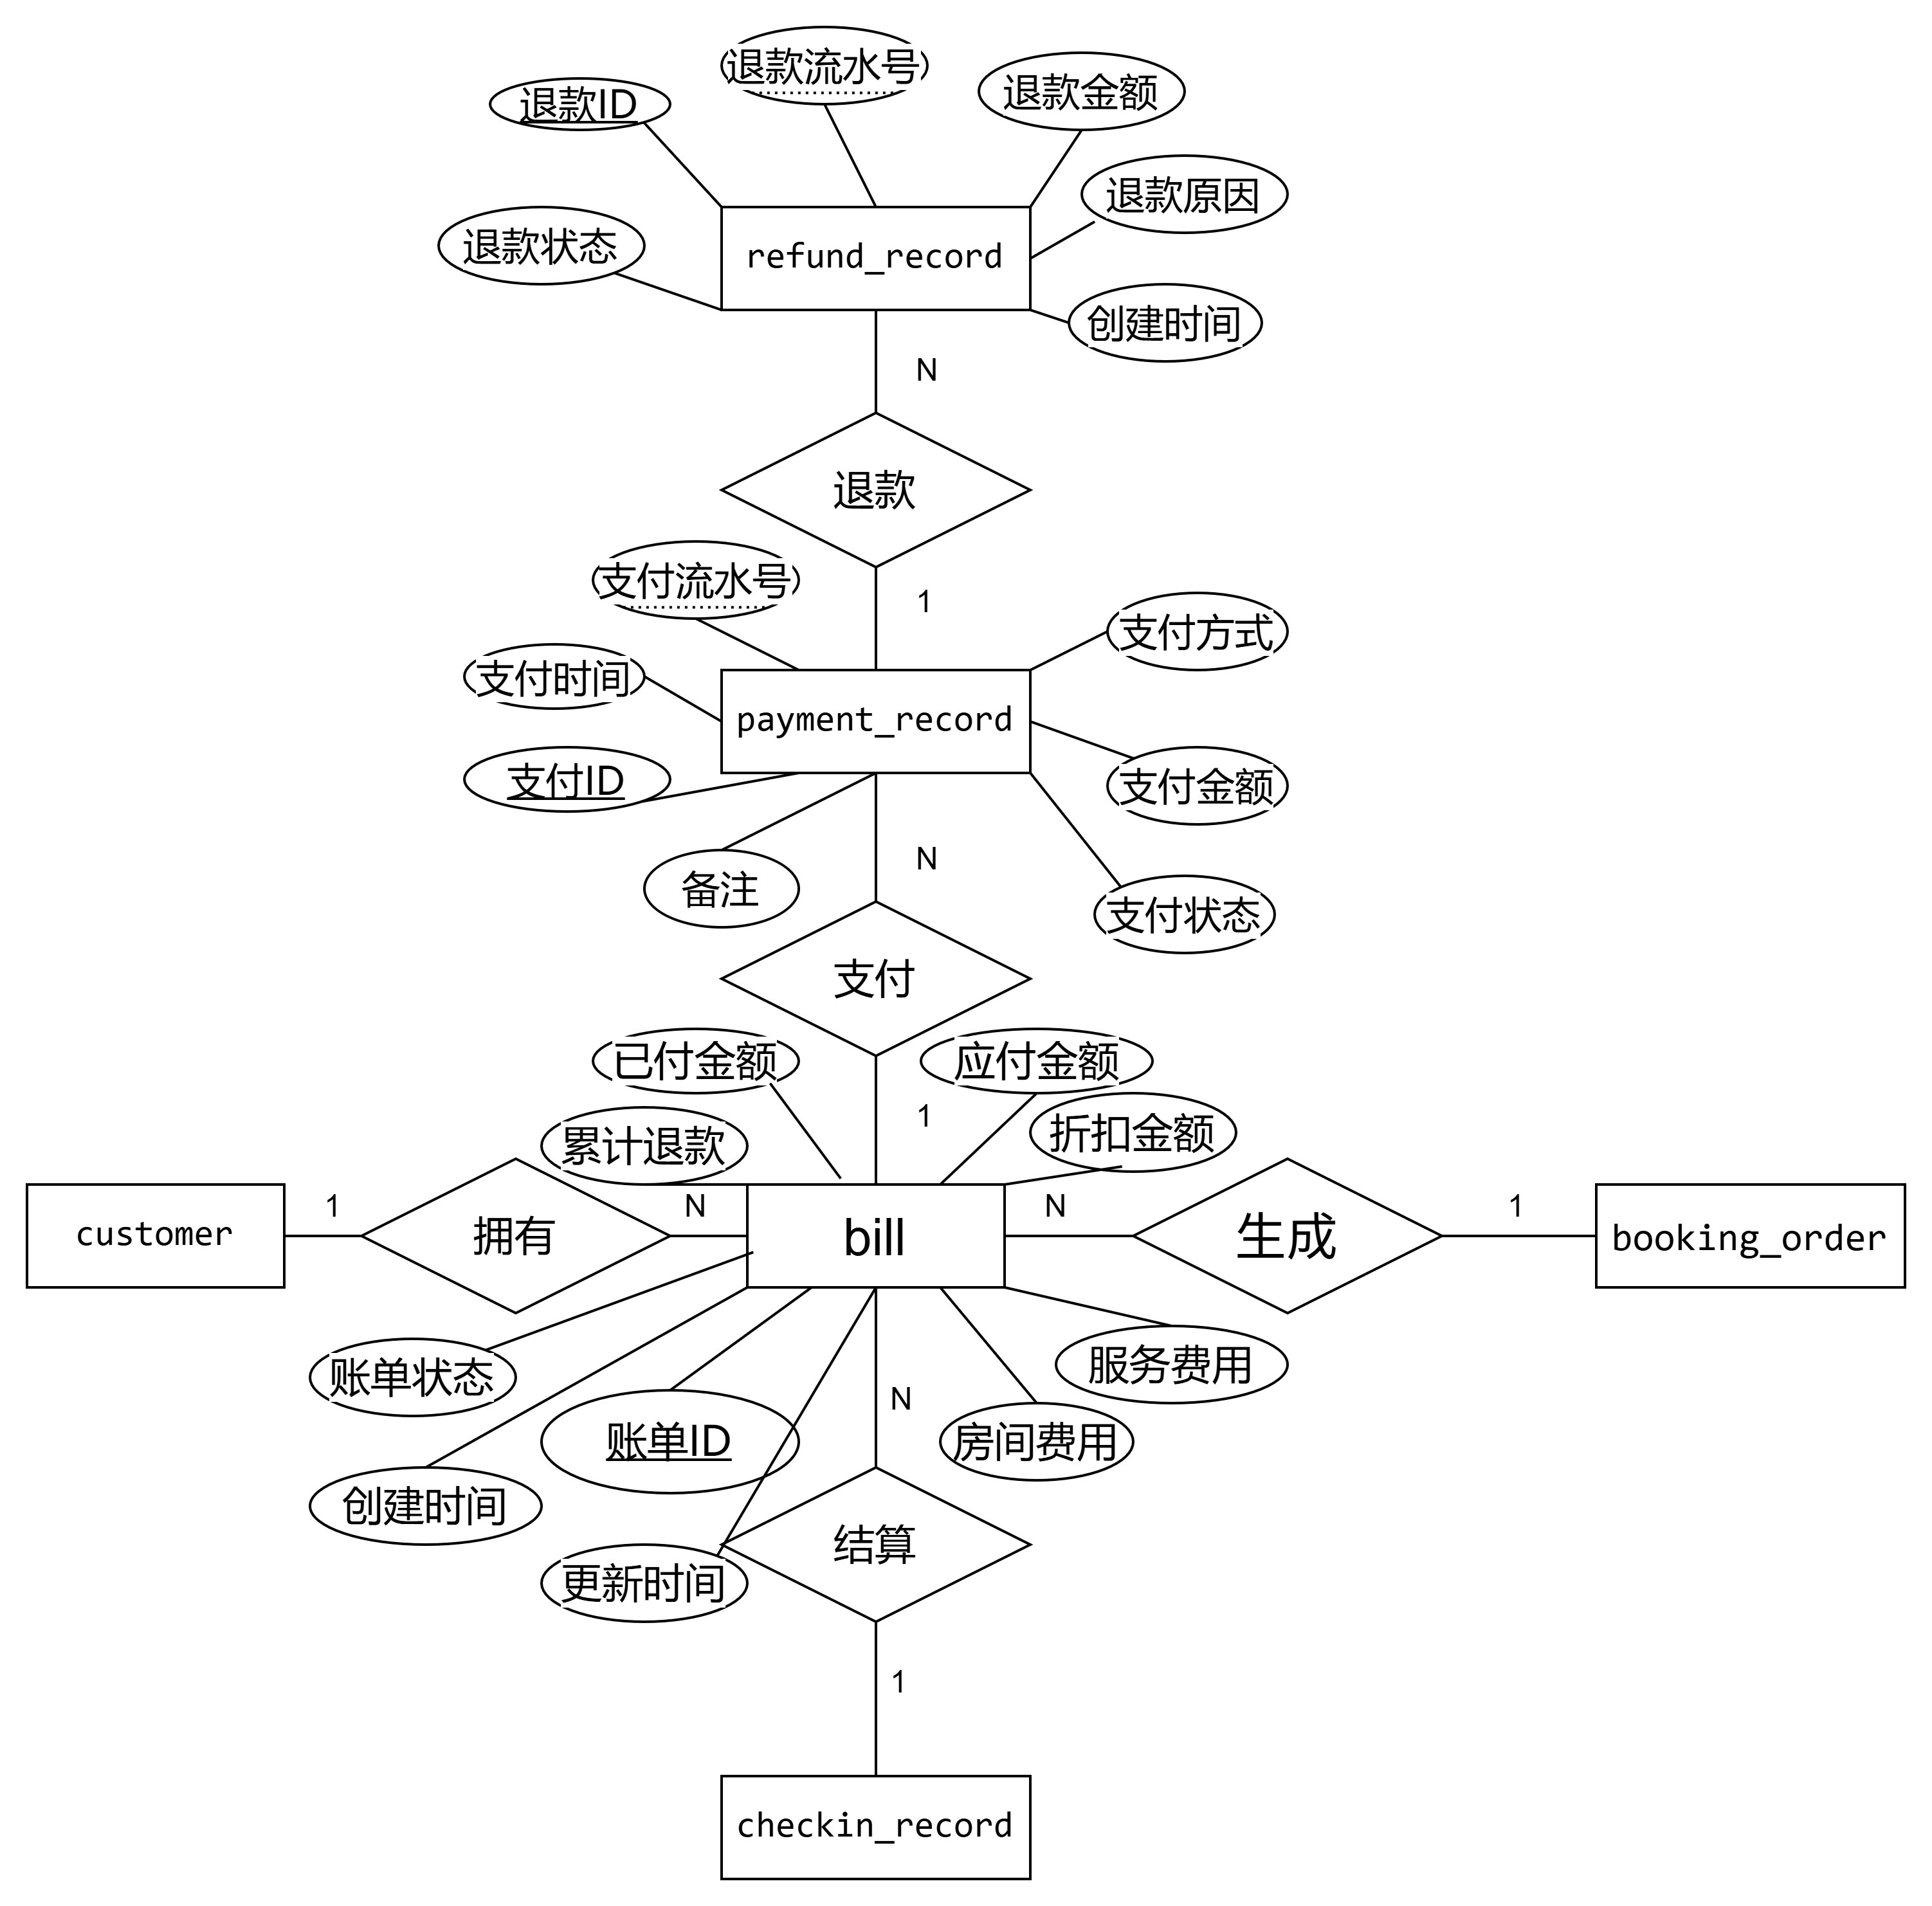 退款流水号
退款ID
退款金额
退款原因
退款状态
refund_record
创建时间
N
退款
支付流水号
1
支付方式
支付时间
payment_record
支付ID
支付金额
N
备注
支付状态
支付
已付金额
应付金额
1
折扣金额
累计退款
customer
1
拥有
N
bill
N
生成
1
booking_order
账单状态
服务费用
N
账单ID
房间费用
创建时间
结算
更新时间
1
checkin_record